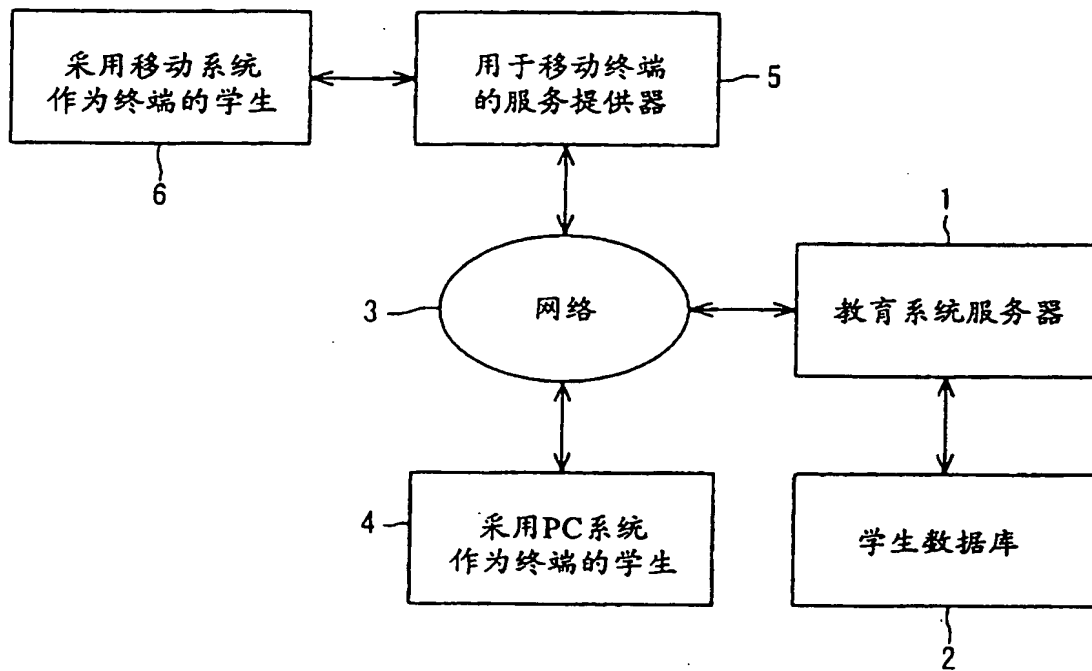 采用移动系统
作为终端的学生
6
用于移动终端
的服务提供器
5
1
3
网络
教育系统服务器
4
采用PC系统
作为终端的学生
学生数据库
2